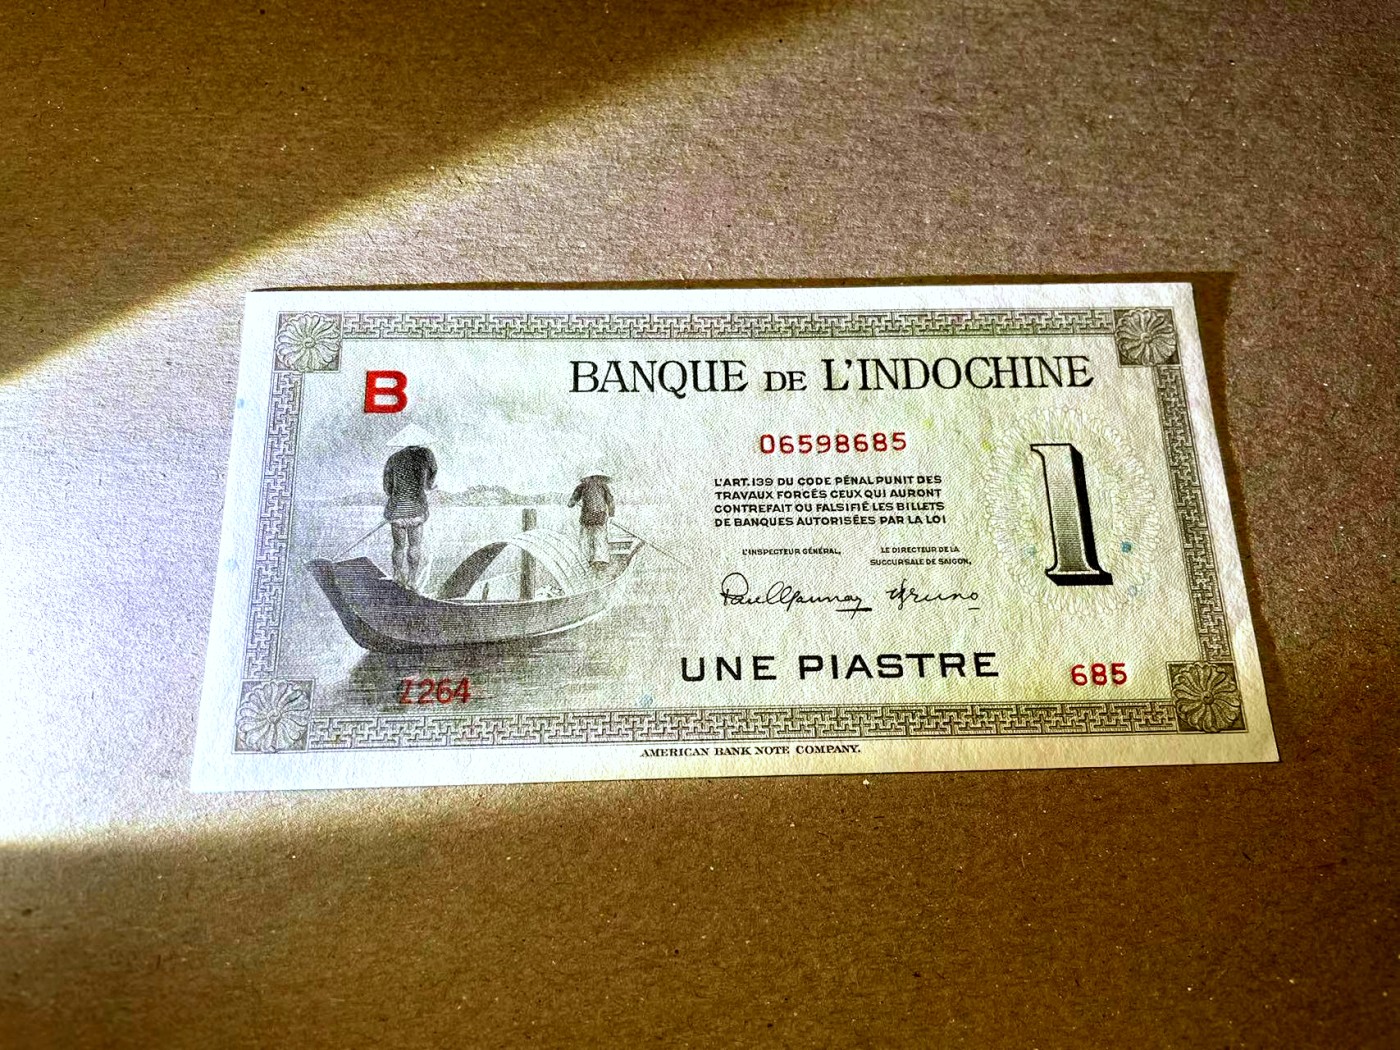 B
BANQUE DE L'INDOCHINE
06598685
L'ART. 139 DU CODE PÉNAL PUNIT DES
TRAVAUX FORCÉS CEUX QUI AURONT
CONTREFAIT OU FALSIFIÉ LES BILLETS
DE BANQUES AUTORISÉES PAR LA LOI
1
L'INSPECTEUR GÉNÉRAL,
LE DIRECTEUR DE LA
SUCCURSALE DE SAIGON,
UNE PIASTRE
685
Z264
AMERICAN BANK NOTE COMPANY.